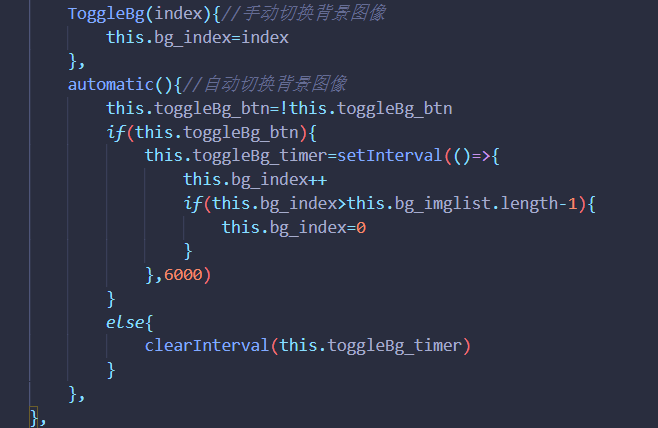 ToggleBg(index){//手动切换背景图像
this.bg_index=index
},
automatic(){//自动切换背景图像
this.toggleBg_btn=!this.toggleBg_btn
if(this.toggleBg_btn){
this.toggleBg_timer=setInterval(()=>{
this.bg_index++
if(this.bg_index>this.bg_imglist.length-1){
this.bg_index=0
}
},6000)
}
else{
clearInterval(this.toggleBg_timer)
}
},
},